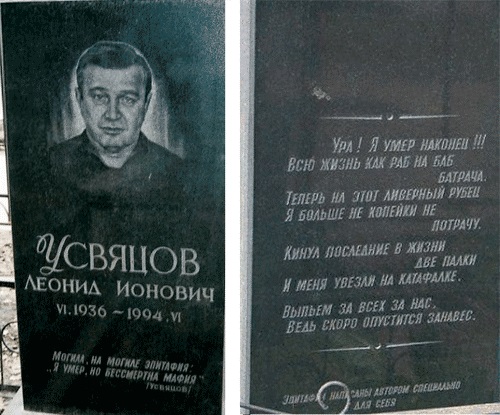 УСВЯЦОВ
ЛЕОНИД ИОНОВИЧ
VI.1936 ~ 1994.VI
МОГИЛА, НА МОГИЛЕ ЭПИТАФИЯ:
"Я УМЕР, НО БЕССМЕРТНА МАФИЯ"
(УСВЯЦОВ)
УРА! Я УМЕР НАКОНЕЦ!!!
ВСЮ ЖИЗНЬ КАК РАБ НА БАБ
БАТРАЧА.
ТЕПЕРЬ НА ЭТОТ ЛИВЕРНЫЙ РУБЕЦ
Я БОЛЬШЕ НЕ КОПЕЙКИ НЕ
ПОТРАЧУ.
КИНУЛ ПОСЛЕДНИЕ В ЖИЗНИ
ДВЕ ПАЛКИ
И МЕНЯ УВЕЗЛИ НА КАТАФАЛКЕ.
ВЫПЬЕМ ЗА ВСЕХ ЗА НАС,
ВЕДЬ СКОРО ОПУСТИТСЯ ЗАНАВЕС.
ЭПИТАФИИ НАПИСАНЫ АВТОРОМ СПЕЦИАЛЬНО
ДЛЯ СЕБЯ